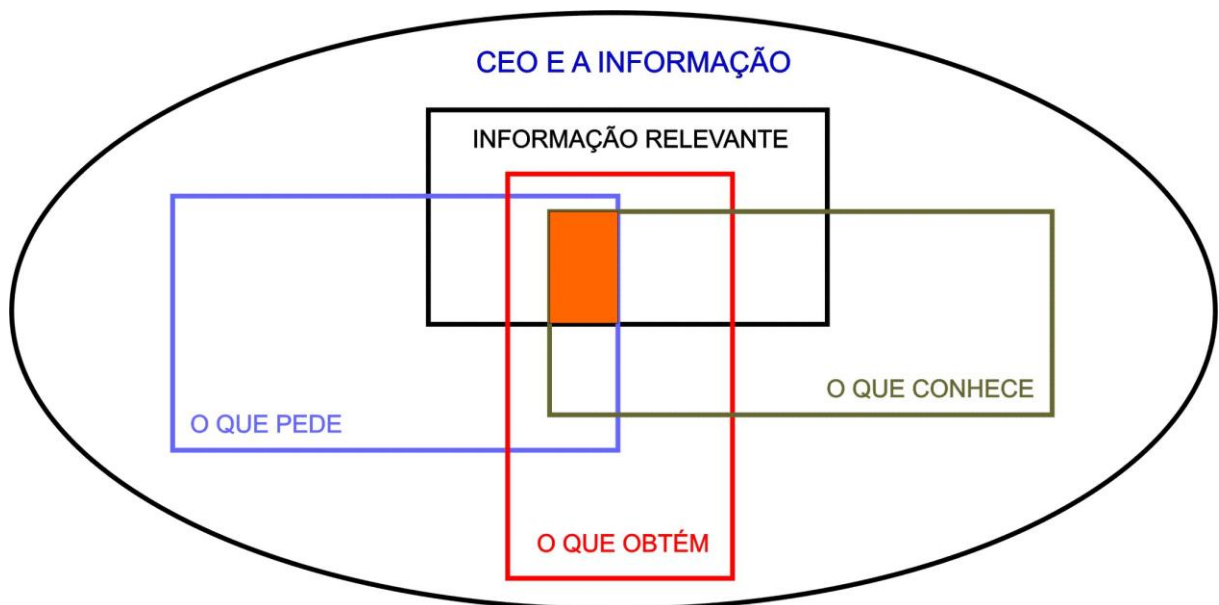 CEO E A INFORMAÇÃO
INFORMAÇÃO RELEVANTE
O QUE CONHECE
O QUE PEDE
O QUE OBTÉM